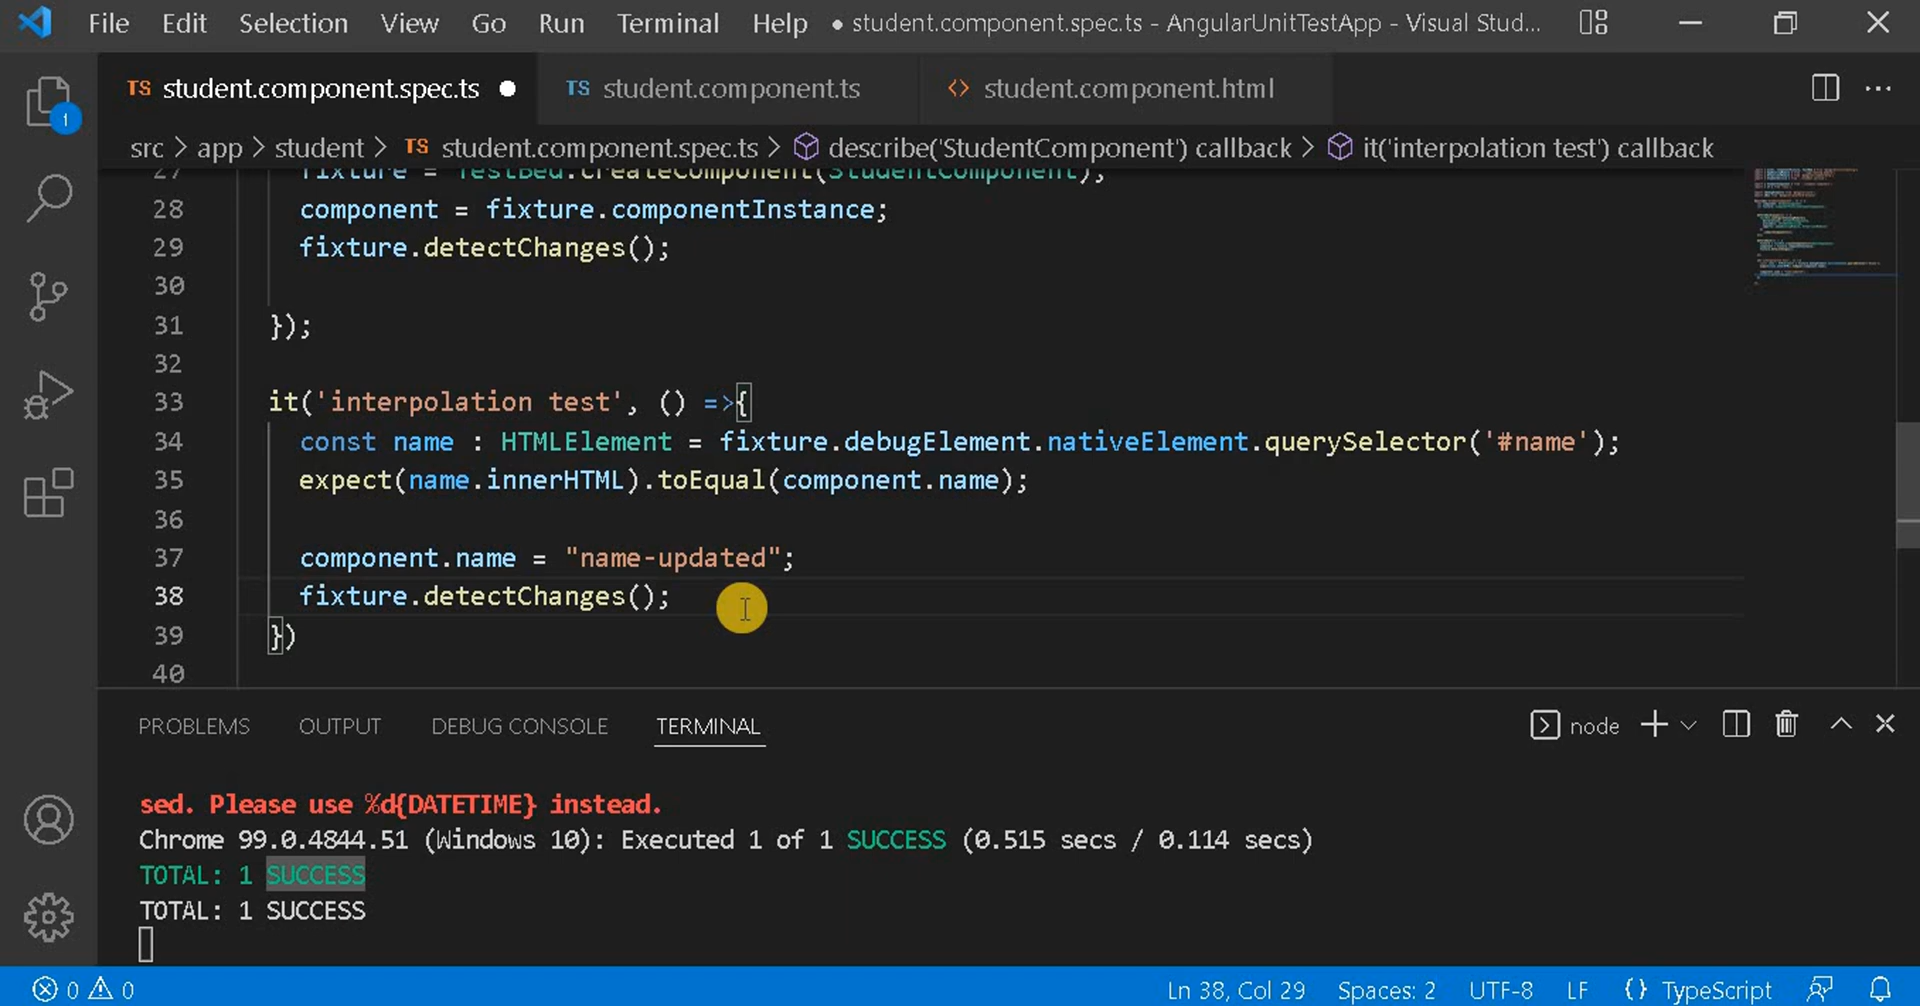 File Edit Selection View Go Run Terminal Help ● student.component.spec.ts - AngularUnitTestApp - Visual Stud...
TS student.component.spec.ts ● TS student.component.ts <> student.component.html
src > app > student > TS student.component.spec.ts > describe('StudentComponent') callback > it('interpolation test') callback
27 fixture = TestBed.createComponent(StudentComponent);
28 component = fixture.componentInstance;
29 fixture.detectChanges();
30
31 });
32
33 it('interpolation test', () =>{
34 const name : HTMLElement = fixture.debugElement.nativeElement.querySelector('#name');
35 expect(name.innerHTML).toEqual(component.name);
36
37 component.name = "name-updated";
38 fixture.detectChanges();
39 })
40
1
PROBLEMS OUTPUT DEBUG CONSOLE TERMINAL node
sed. Please use %d{DATETIME} instead.
Chrome 99.0.4844.51 (Windows 10): Executed 1 of 1 SUCCESS (0.515 secs / 0.114 secs)
TOTAL: 1 SUCCESS
TOTAL: 1 SUCCESS
0 0 Ln 38, Col 29 Spaces: 2 UTF-8 LF {} TypeScript